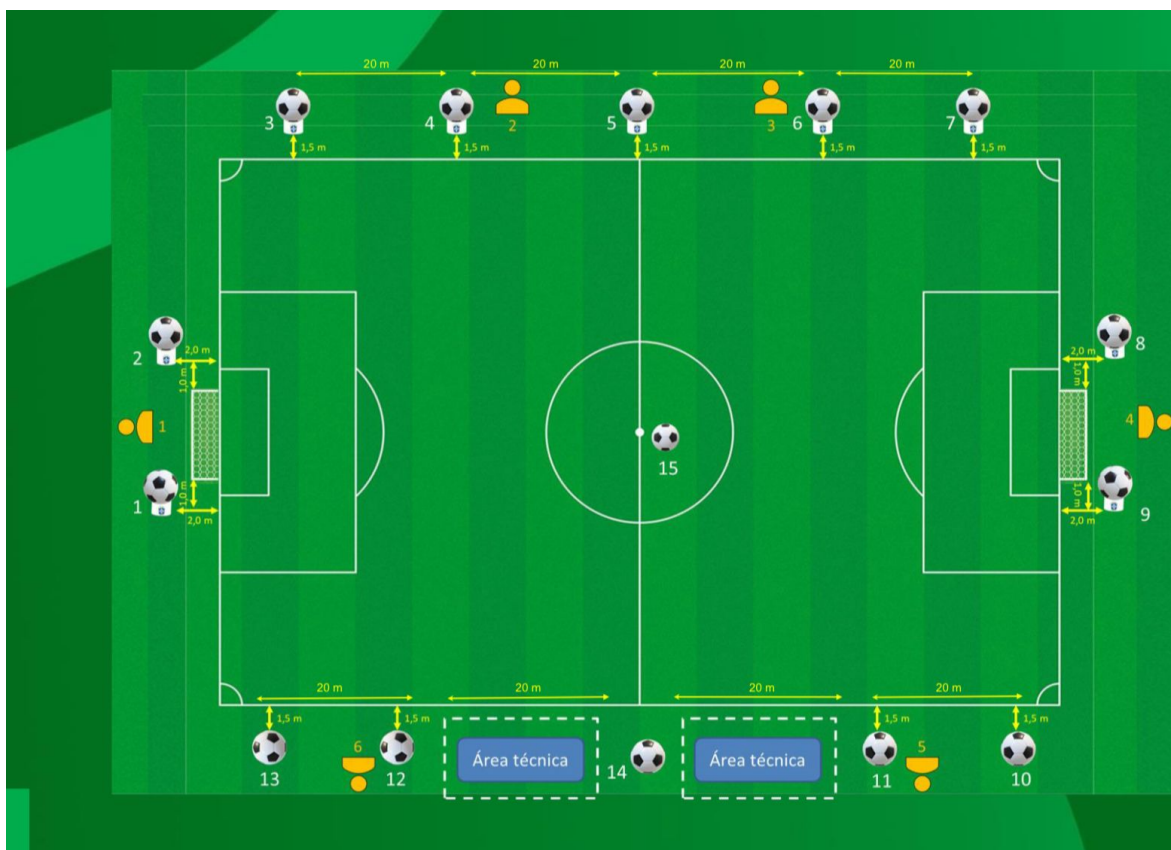 20 m 20 m 20 m 20 m
3 4 2 5 3 6 7
1,5 m 1,5 m 1,5 m 1,5 m 1,5 m
2 2,0 m 2,0 m 8
1,0 m 1,0 m
1 4
15
1 1,0 m 1,0 m 9
2,0 m 2,0 m
20 m 20 m 20 m 20 m
1,5 m 1,5 m 1,5 m 1,5 m
6 5
Área técnica Área técnica
13 12 14 11 10